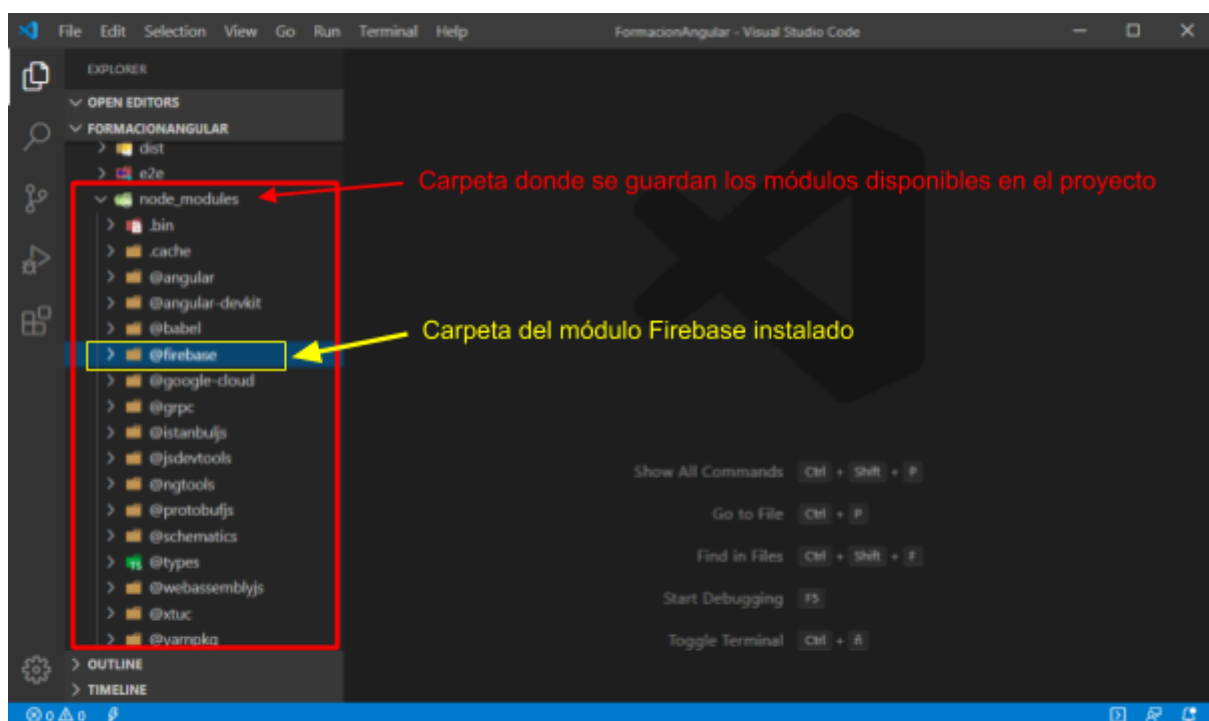 File Edit Selection View Go Run Terminal Help FormacionAngular - Visual Studio Code
EXPLORER
OPEN EDITORS
FORMACIONANGULAR
dist
e2e
node_modules
.bin
.cache
@angular
@angular-devkit
@babel
@firebase
@google-cloud
@grpc
@istanbuljs
@jsdevtools
@ngtools
@protobufjs
@schematics
@types
@webassemblyjs
@xtuc
@yarnpkg
OUTLINE
TIMELINE
Carpeta donde se guardan los módulos disponibles en el proyecto
Carpeta del módulo Firebase instalado
Show All Commands Ctrl + Shift + P
Go to File Ctrl + P
Find in Files Ctrl + Shift + F
Start Debugging F5
Toggle Terminal Ctrl + ñ
0 0